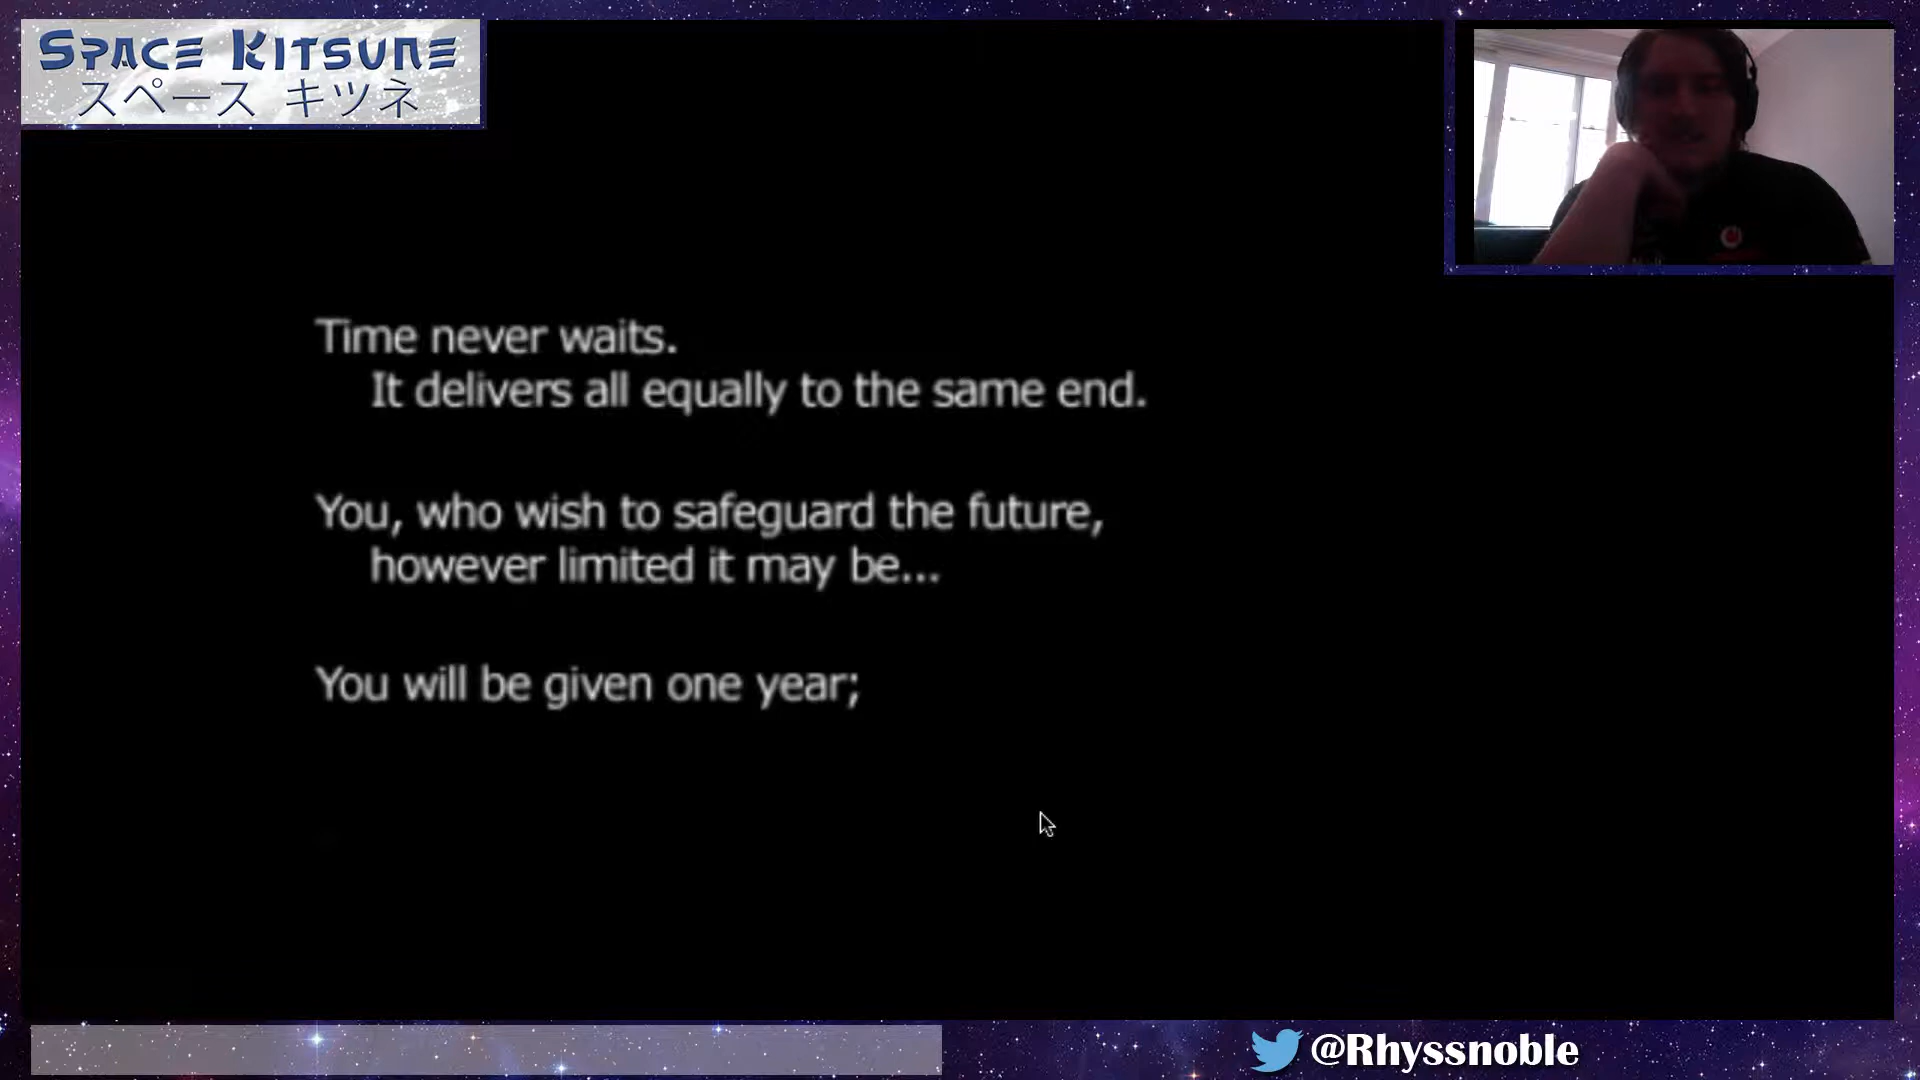 SPACE KITSUNE
スペース キツネ
Time never waits.
It delivers all equally to the same end.
You, who wish to safeguard the future,
however limited it may be...
You will be given one year;
@Rhyssnoble